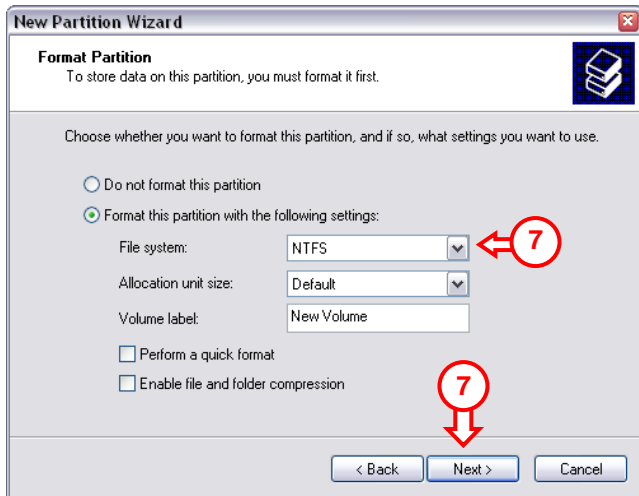 New Partition Wizard
Format Partition
To store data on this partition, you must format it first.
Choose whether you want to format this partition, and if so, what settings you want to use.
Do not format this partition
Format this partition with the following settings:
File system: NTFS 7
Allocation unit size: Default
Volume label: New Volume
Perform a quick format
Enable file and folder compression
7
< Back Next > Cancel